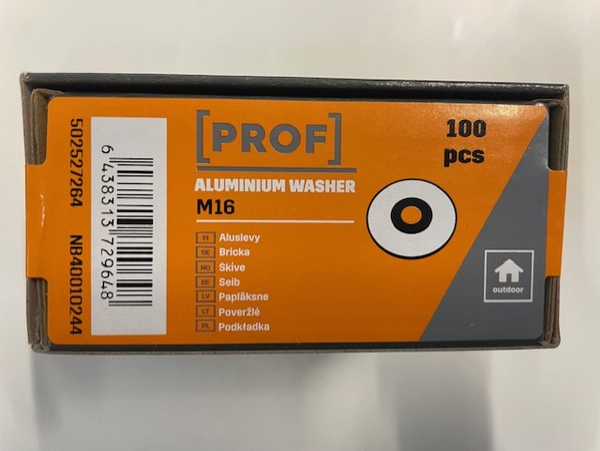 [PROF]
100
pcs
ALUMINIUM WASHER
M16
FI Aluslevy
SE Bricka
NO Skive
EE Seib
LV Paplāksne
LT Poveržlė
PL Podkładka
outdoor
6 438313 729648
502527264 NB40010244